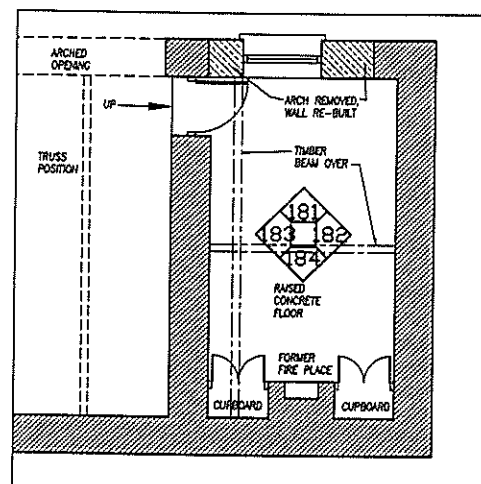 ARCHED
OPENING
UP
ARCH REMOVED,
WALL RE-BUILT
TRUSS
POSITION
TIMBER
BEAM OVER
181
183
182
184
RAISED
CONCRETE
FLOOR
FORMER
FIRE PLACE
CUPBOARD
CUPBOARD